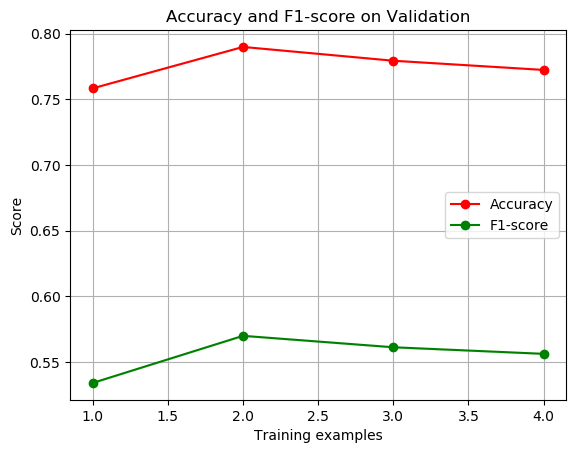 Accuracy and F1-score on Validation
0.80
0.75
0.70
0.65
0.60
0.55
Score
Accuracy
F1-score
1.0 1.5 2.0 2.5 3.0 3.5 4.0
Training examples